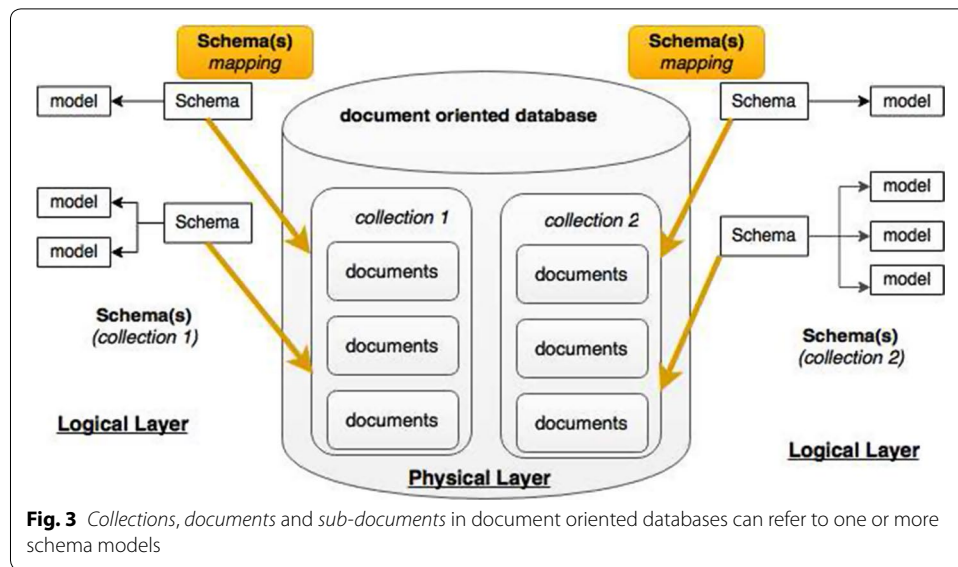 Schema(s)
mapping
Schema(s)
mapping
model
Schema
document oriented database
Schema
model
model
model
Schema
collection 1
documents
documents
documents
collection 2
documents
documents
documents
Schema
model
model
model
Schema(s)
(collection 1)
Schema(s)
(collection 2)
Logical Layer
Physical Layer
Logical Layer
Fig. 3 Collections, documents and sub-documents in document oriented databases can refer to one or more
schema models